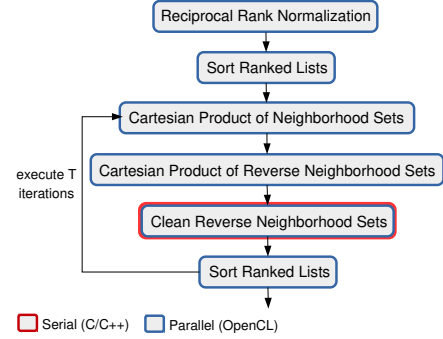 Reciprocal Rank Normalization
Sort Ranked Lists
Cartesian Product of Neighborhood Sets
execute T
iterations
Cartesian Product of Reverse Neighborhood Sets
Clean Reverse Neighborhood Sets
Sort Ranked Lists
Serial (C/C++)
Parallel (OpenCL)